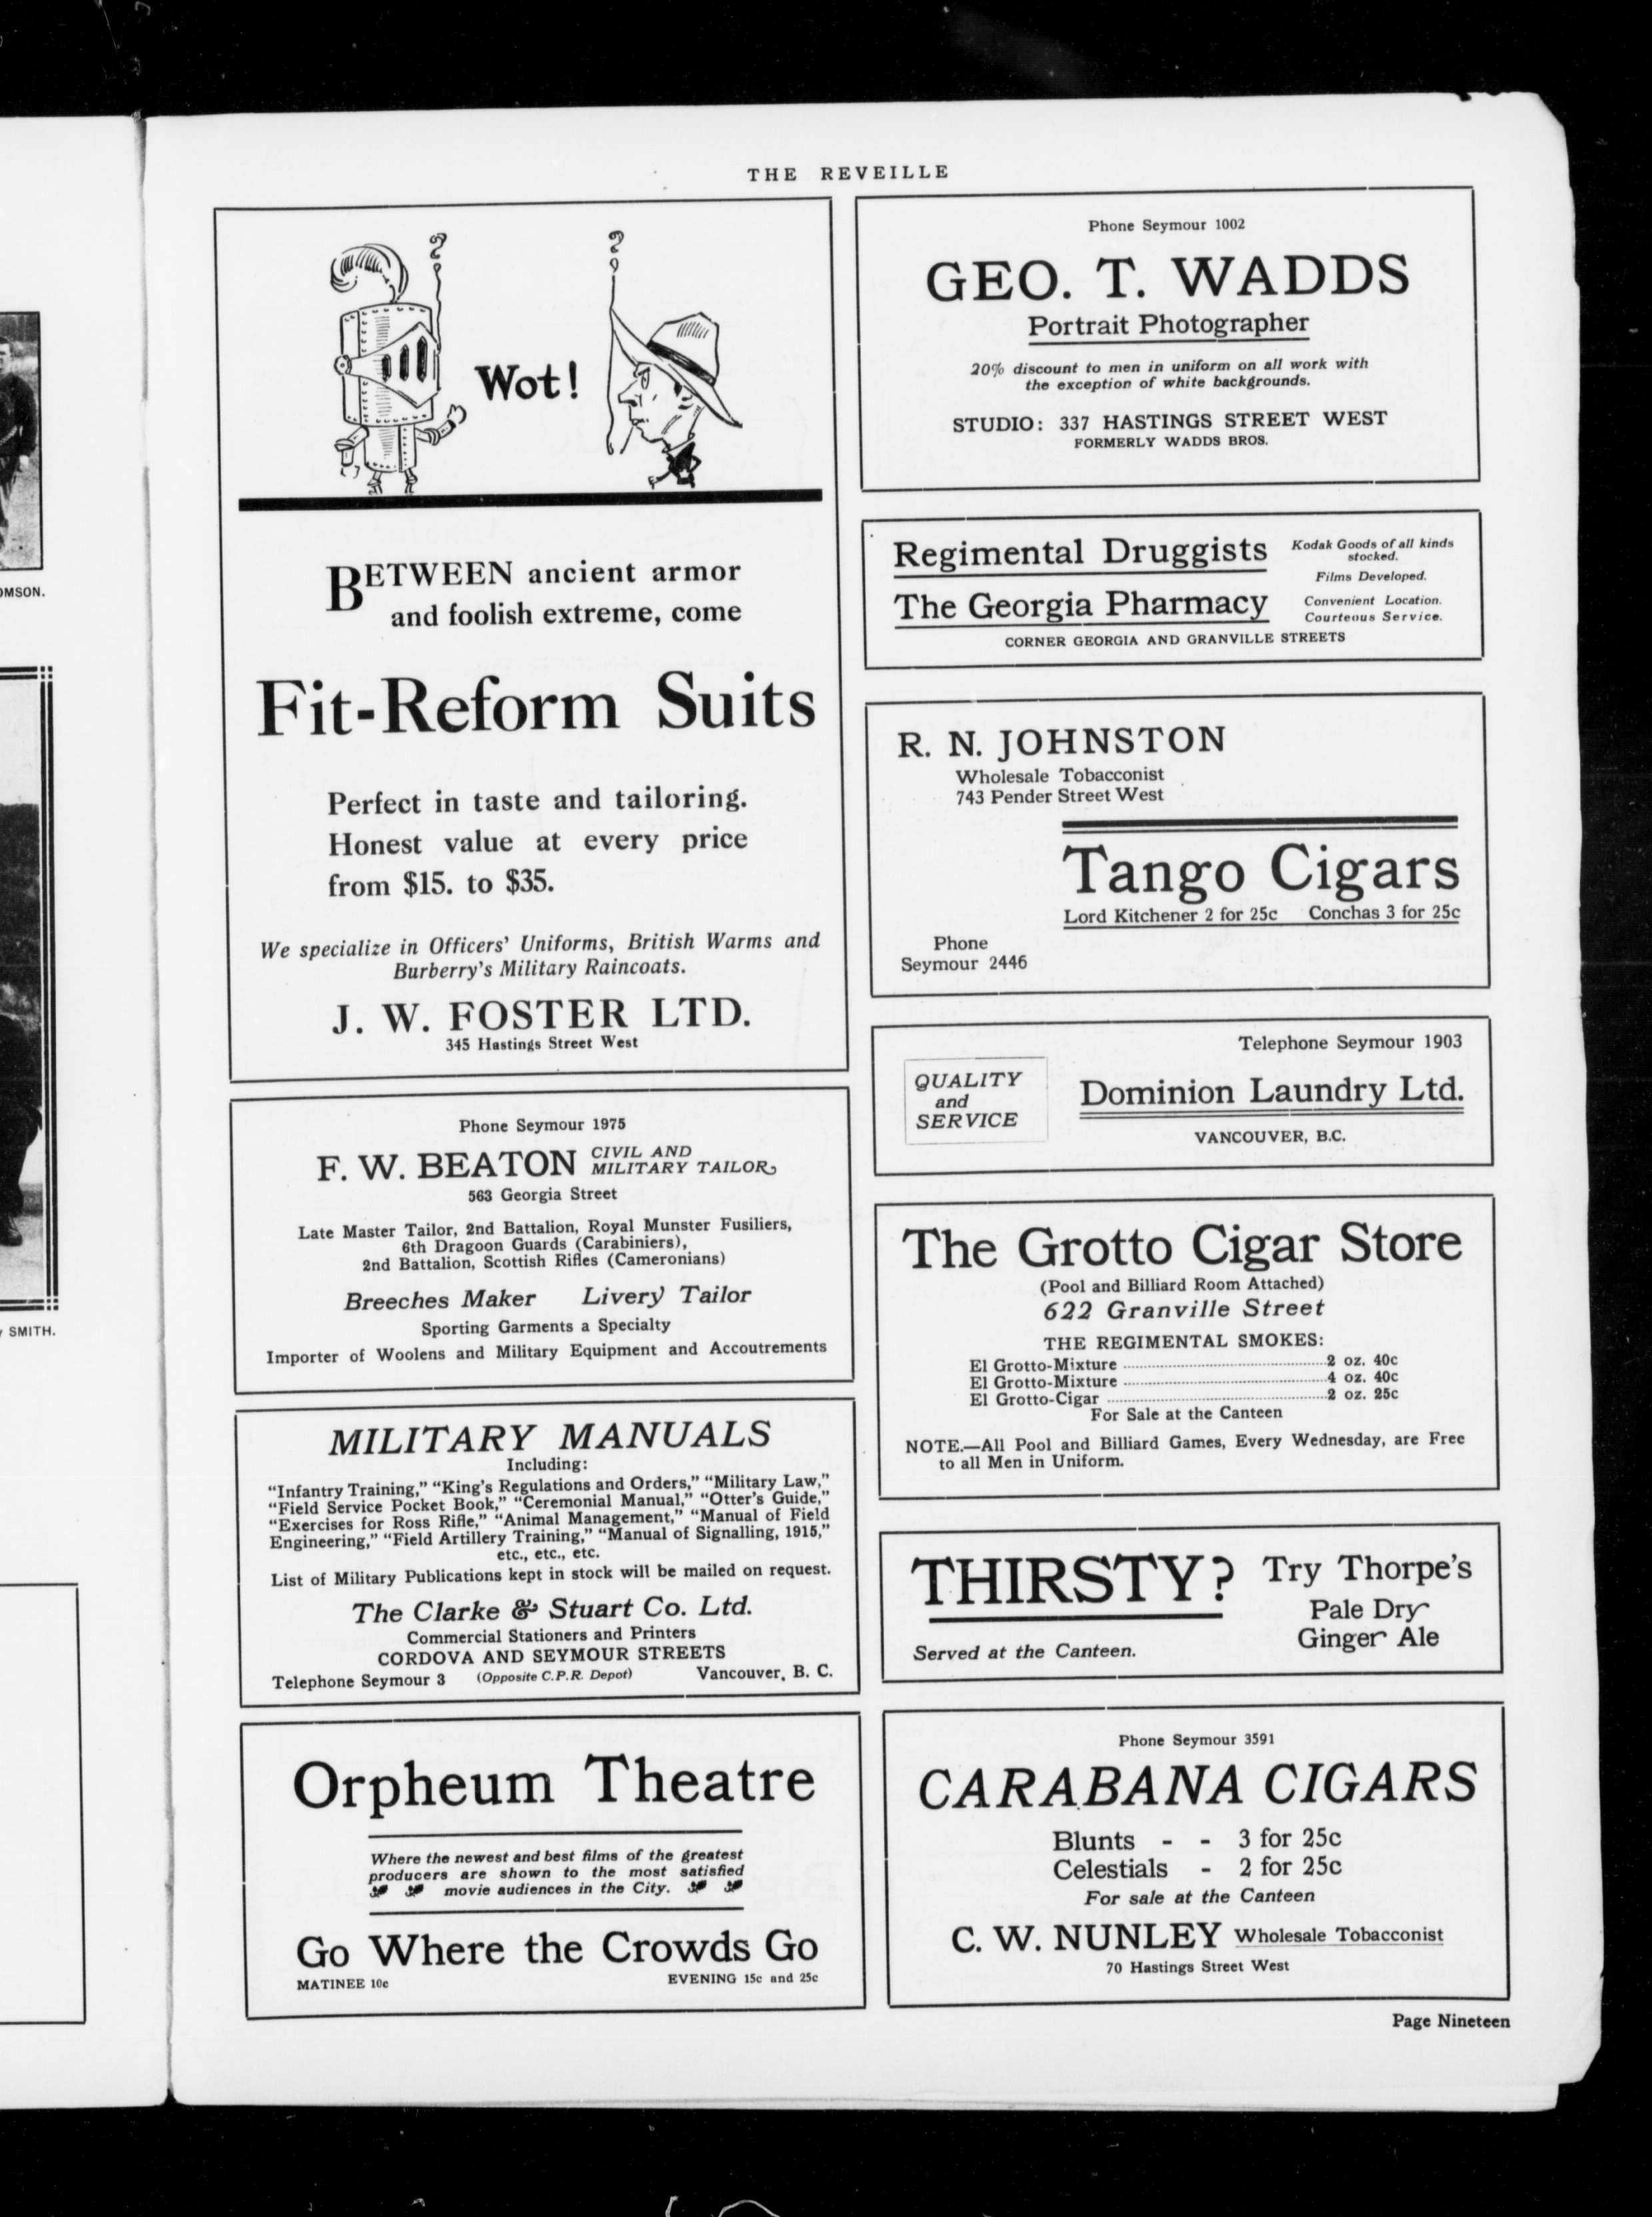 OMSON.
SMITH.
THE REVEILLE
Wot!
BETWEEN ancient armor
and foolish extreme, come
Fit-Reform Suits
Perfect in taste and tailoring.
Honest value at every price
from $15. to $35.
We specialize in Officers' Uniforms, British Warms and
Burberry's Military Raincoats.
J. W. FOSTER LTD.
345 Hastings Street West
Phone Seymour 1975
F. W. BEATON CIVIL AND
MILITARY TAILOR
563 Georgia Street
Late Master Tailor, 2nd Battalion, Royal Munster Fusiliers,
6th Dragoon Guards (Carabiniers),
2nd Battalion, Scottish Rifles (Cameronians)
Breeches Maker Livery Tailor
Sporting Garments a Specialty
Importer of Woolens and Military Equipment and Accoutrements
MILITARY MANUALS
Including:
"Infantry Training," "King's Regulations and Orders," "Military Law,"
"Field Service Pocket Book," "Ceremonial Manual," "Otter's Guide,"
"Exercises for Ross Rifle," "Animal Management," "Manual of Field
Engineering," "Field Artillery Training," "Manual of Signalling, 1915,"
etc., etc., etc.
List of Military Publications kept in stock will be mailed on request.
The Clarke & Stuart Co. Ltd.
Commercial Stationers and Printers
CORDOVA AND SEYMOUR STREETS
Telephone Seymour 3 (Opposite C.P.R. Depot) Vancouver, B. C.
Orpheum Theatre
Where the newest and best films of the greatest
producers are shown to the most satisfied
movie audiences in the City.
Go Where the Crowds Go
MATINEE 10c EVENING 15c and 25c
Phone Seymour 1002
GEO. T. WADDS
Portrait Photographer
20% discount to men in uniform on all work with
the exception of white backgrounds.
STUDIO: 337 HASTINGS STREET WEST
FORMERLY WADDS BROS.
Regimental Druggists
The Georgia Pharmacy
Kodak Goods of all kinds
stocked.
Films Developed.
Convenient Location.
Courteous Service.
CORNER GEORGIA AND GRANVILLE STREETS
R. N. JOHNSTON
Wholesale Tobacconist
743 Pender Street West
Tango Cigars
Lord Kitchener 2 for 25c Conchas 3 for 25c
Phone
Seymour 2446
Telephone Seymour 1903
QUALITY
and
SERVICE
Dominion Laundry Ltd.
VANCOUVER, B.C.
The Grotto Cigar Store
(Pool and Billiard Room Attached)
622 Granville Street
THE REGIMENTAL SMOKES:
El Grotto-Mixture ........ 2 oz. 40c
El Grotto-Mixture ........ 4 oz. 40c
El Grotto-Cigar ........ 2 oz. 25c
For Sale at the Canteen
NOTE.—All Pool and Billiard Games, Every Wednesday, are Free
to all Men in Uniform.
THIRSTY?
Served at the Canteen.
Try Thorpe's
Pale Dry
Ginger Ale
Phone Seymour 3591
CARABANA CIGARS
Blunts - - 3 for 25c
Celestials - 2 for 25c
For sale at the Canteen
C. W. NUNLEY Wholesale Tobacconist
70 Hastings Street West
Page Nineteen